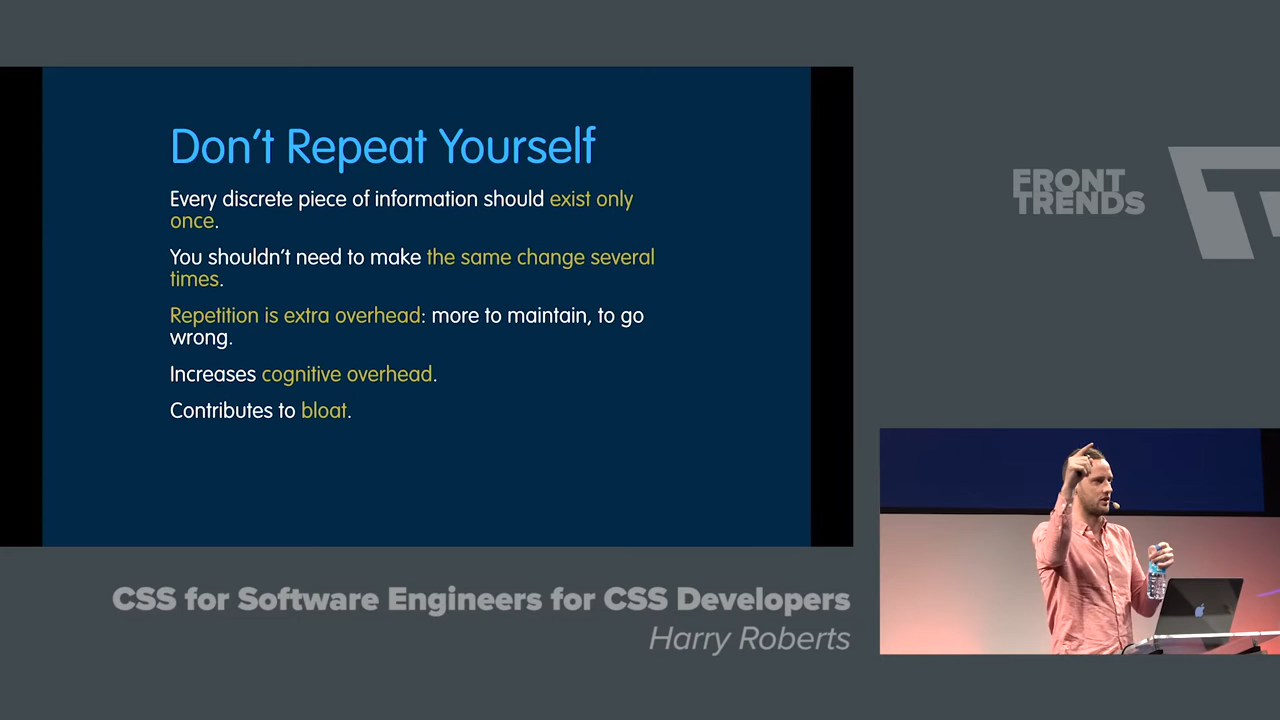 Don't Repeat Yourself
Every discrete piece of information should exist only
once.
You shouldn't need to make the same change several
times.
Repetition is extra overhead: more to maintain, to go
wrong.
Increases cognitive overhead.
Contributes to bloat.
FRONT
TRENDS
CSS for Software Engineers for CSS Developers
Harry Roberts